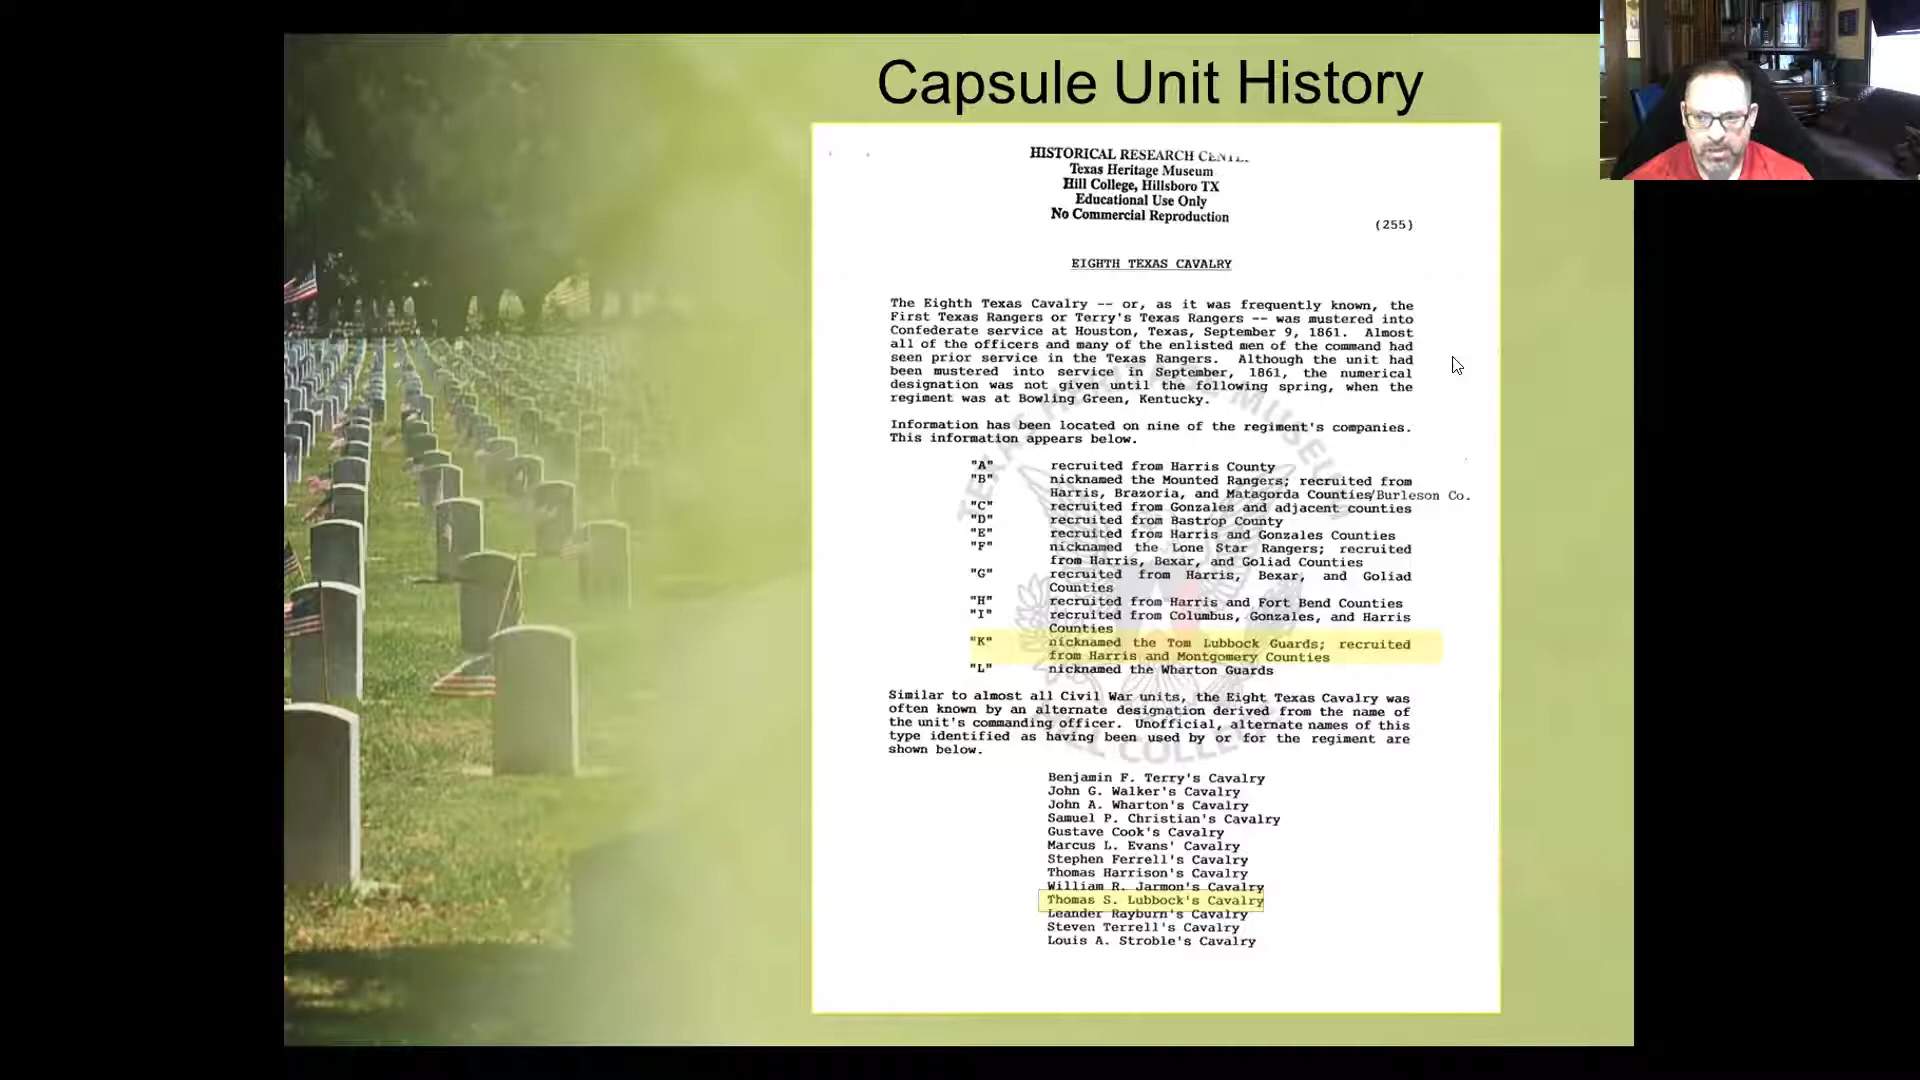 Capsule Unit History
HISTORICAL RESEARCH
Texas Heritage Museum
Hill College, Hillsboro TX
Educational Use Only
No Commercial Reproduction
(255)
EIGHTH TEXAS CAVALRY
The Eighth Texas Cavalry -- or, as it was frequently known, the
First Texas Rangers or Terry's Texas Rangers -- was mustered into
Confederate service at Houston, Texas, September 9, 1861. Almost
all of the officers and many of the enlisted men of the command had
seen prior service in the Texas Rangers. Although the unit had
been mustered into service in September, 1861, the numerical
designation was not given until the following spring, when the
regiment was at Bowling Green, Kentucky.
Information has been located on nine of the regiment's companies.
This information appears below.
"A" recruited from Harris County
"B" nicknamed the Mounted Rangers; recruited from
Harris, Brazoria, and Matagorda Counties/Burleson Co.
"C" recruited from Gonzales and adjacent counties
"D" recruited from Bastrop County
"E" recruited from Harris and Gonzales Counties
"F" nicknamed the Lone Star Rangers; recruited
from Harris, Bexar, and Goliad Counties
"G" recruited from Harris, Bexar, and Goliad
Counties
"H" recruited from Harris and Fort Bend Counties
"I" recruited from Columbus, Gonzales, and Harris
Counties
"K" nicknamed the Tom Lubbock Guards; recruited
from Harris and Montgomery Counties
"L" nicknamed the Wharton Guards
Similar to almost all Civil War units, the Eight Texas Cavalry was
often known by an alternate designation derived from the name of
the unit's commanding officer. Unofficial, alternate names of this
type identified as having been used by or for the regiment are
shown below.
Benjamin F. Terry's Cavalry
John G. Walker's Cavalry
John A. Wharton's Cavalry
Samuel P. Christian's Cavalry
Gustave Cook's Cavalry
Marcus L. Evans' Cavalry
Stephen Ferrell's Cavalry
Thomas Harrison's Cavalry
William R. Jarmon's Cavalry
Thomas S. Lubbock's Cavalry
Leander Rayburn's Cavalry
Steven Terrell's Cavalry
Louis A. Stroble's Cavalry